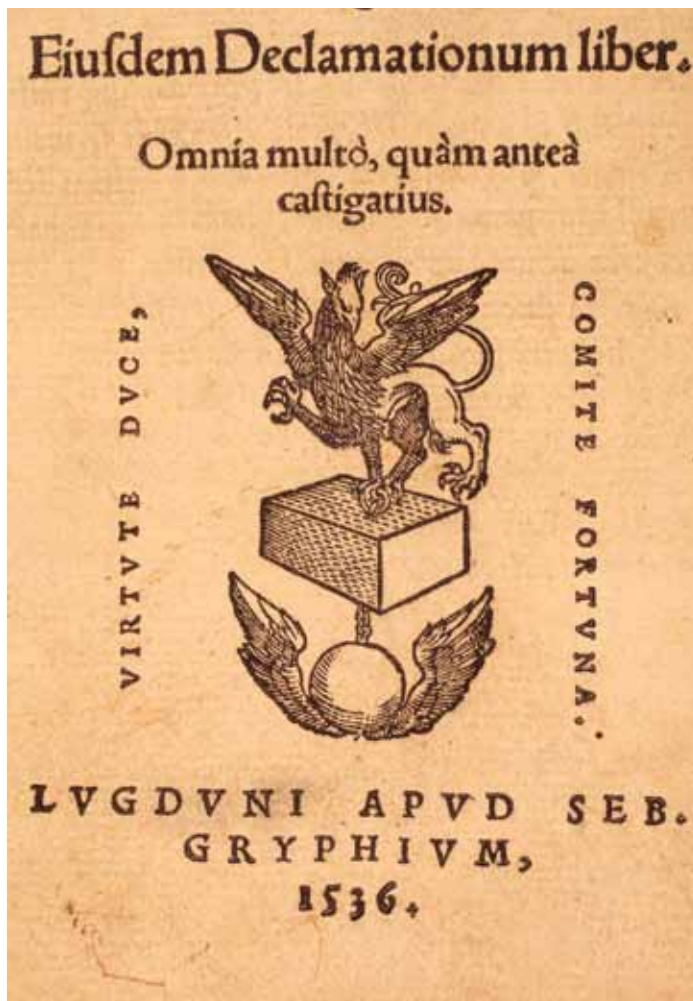 Eiuſdem Declamationum liber.
Omnia multò, quàm anteà
caſtigatius.
VIRTVTE DVCE,
COMITE FORTVNA.
LVGDVNI APVD SEB.
GRYPHIVM,
1536.